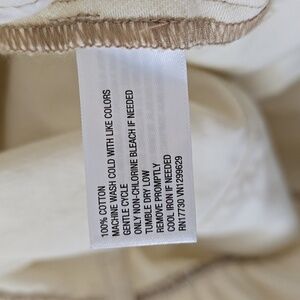 100% COTTON
MACHINE WASH COLD WITH LIKE COLORS
GENTLE CYCLE
ONLY NON-CHLORINE BLEACH IF NEEDED
TUMBLE DRY LOW
REMOVE PROMPTLY
COOL IRON IF NEEDED
RN17730 VN1299629